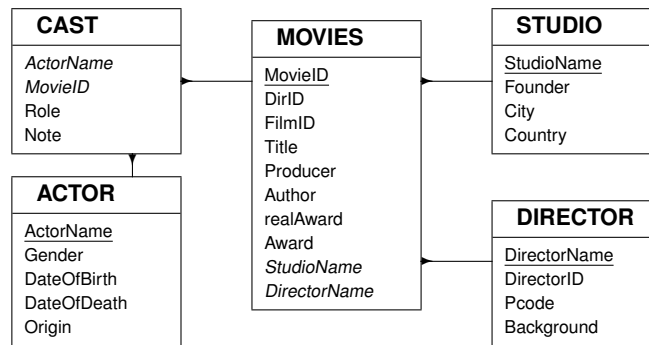 CAST
ActorName
MovieID
Role
Note
ACTOR
ActorName
Gender
DateOfBirth
DateOfDeath
Origin
MOVIES
MovieID
DirID
FilmID
Title
Producer
Author
realAward
Award
StudioName
DirectorName
STUDIO
StudioName
Founder
City
Country
DIRECTOR
DirectorName
DirectorID
Pcode
Background